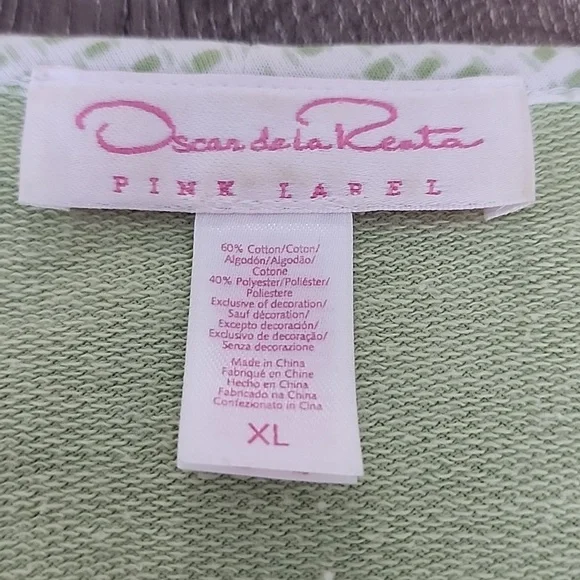 Oscar de la Renta
PINK LABEL
60% Cotton/Coton/
Algodón/Algodão/
Cotone
40% Polyester/Poliéster/
Poliestere
Exclusive of decoration/
Sauf décoration/
Excepto decoración/
Exclusivo de decoração/
Senza decorazione
Made in China
Fabriqué en Chine
Hecho en China
Fabricado na China
Confezionato in Cina
XL